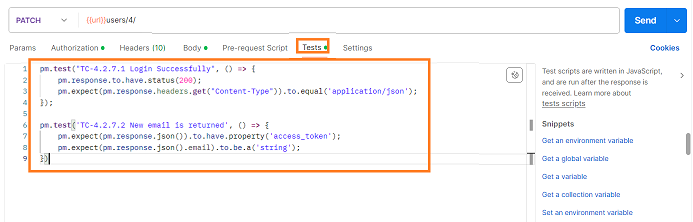 PATCH
{{url}}users/4/
Send
Params
Authorization
Headers (10)
Body
Pre-request Script
Tests
Settings
Cookies
1 pm.test("TC-4.2.7.1 Login Successfully", () => {
2 pm.response.to.have.status(200);
3 pm.expect(pm.response.headers.get("Content-Type")).to.equal('application/json');
4 });
5
6 pm.test('TC-4.2.7.2 New email is returned', () => {
7 pm.expect(pm.response.json()).to.have.property('access_token');
8 pm.expect(pm.response.json().email).to.be.a('string');
9 })
Test scripts are written in JavaScript,
and are run after the response is
received. Learn more about
tests scripts
Snippets
Get an environment variable
Get a global variable
Get a variable
Get a collection variable
Set an environment variable